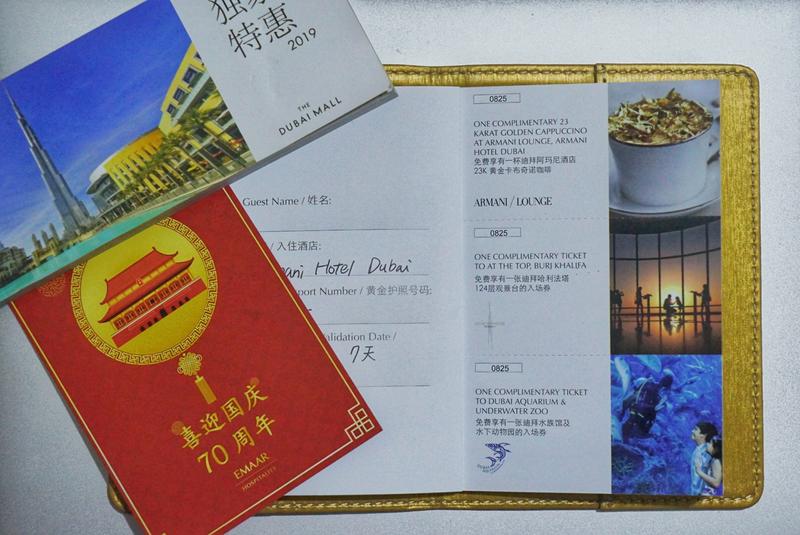 独家
特惠
2019
THE
DUBAI MALL
喜迎国庆
70周年
EMAAR
HOSPITALITY
Guest Name / 姓名:
/ 入住酒店:
ani Hotel Dubai
port Number / 黄金护照号码:
alidation Date /
7天
0825
ONE COMPLIMENTARY 23
KARAT GOLDEN CAPPUCCINO
AT ARMANI LOUNGE, ARMANI
HOTEL DUBAI
免费享有一杯迪拜阿玛尼酒店
23K 黄金卡布奇诺咖啡
ARMANI / LOUNGE
0825
ONE COMPLIMENTARY TICKET
TO AT THE TOP, BURJ KHALIFA
免费享有一张迪拜哈利法塔
124层观景台的入场券
0825
ONE COMPLIMENTARY TICKET
TO DUBAI AQUARIUM &
UNDERWATER ZOO
免费享有一张迪拜水族馆及
水下动物园的入场券